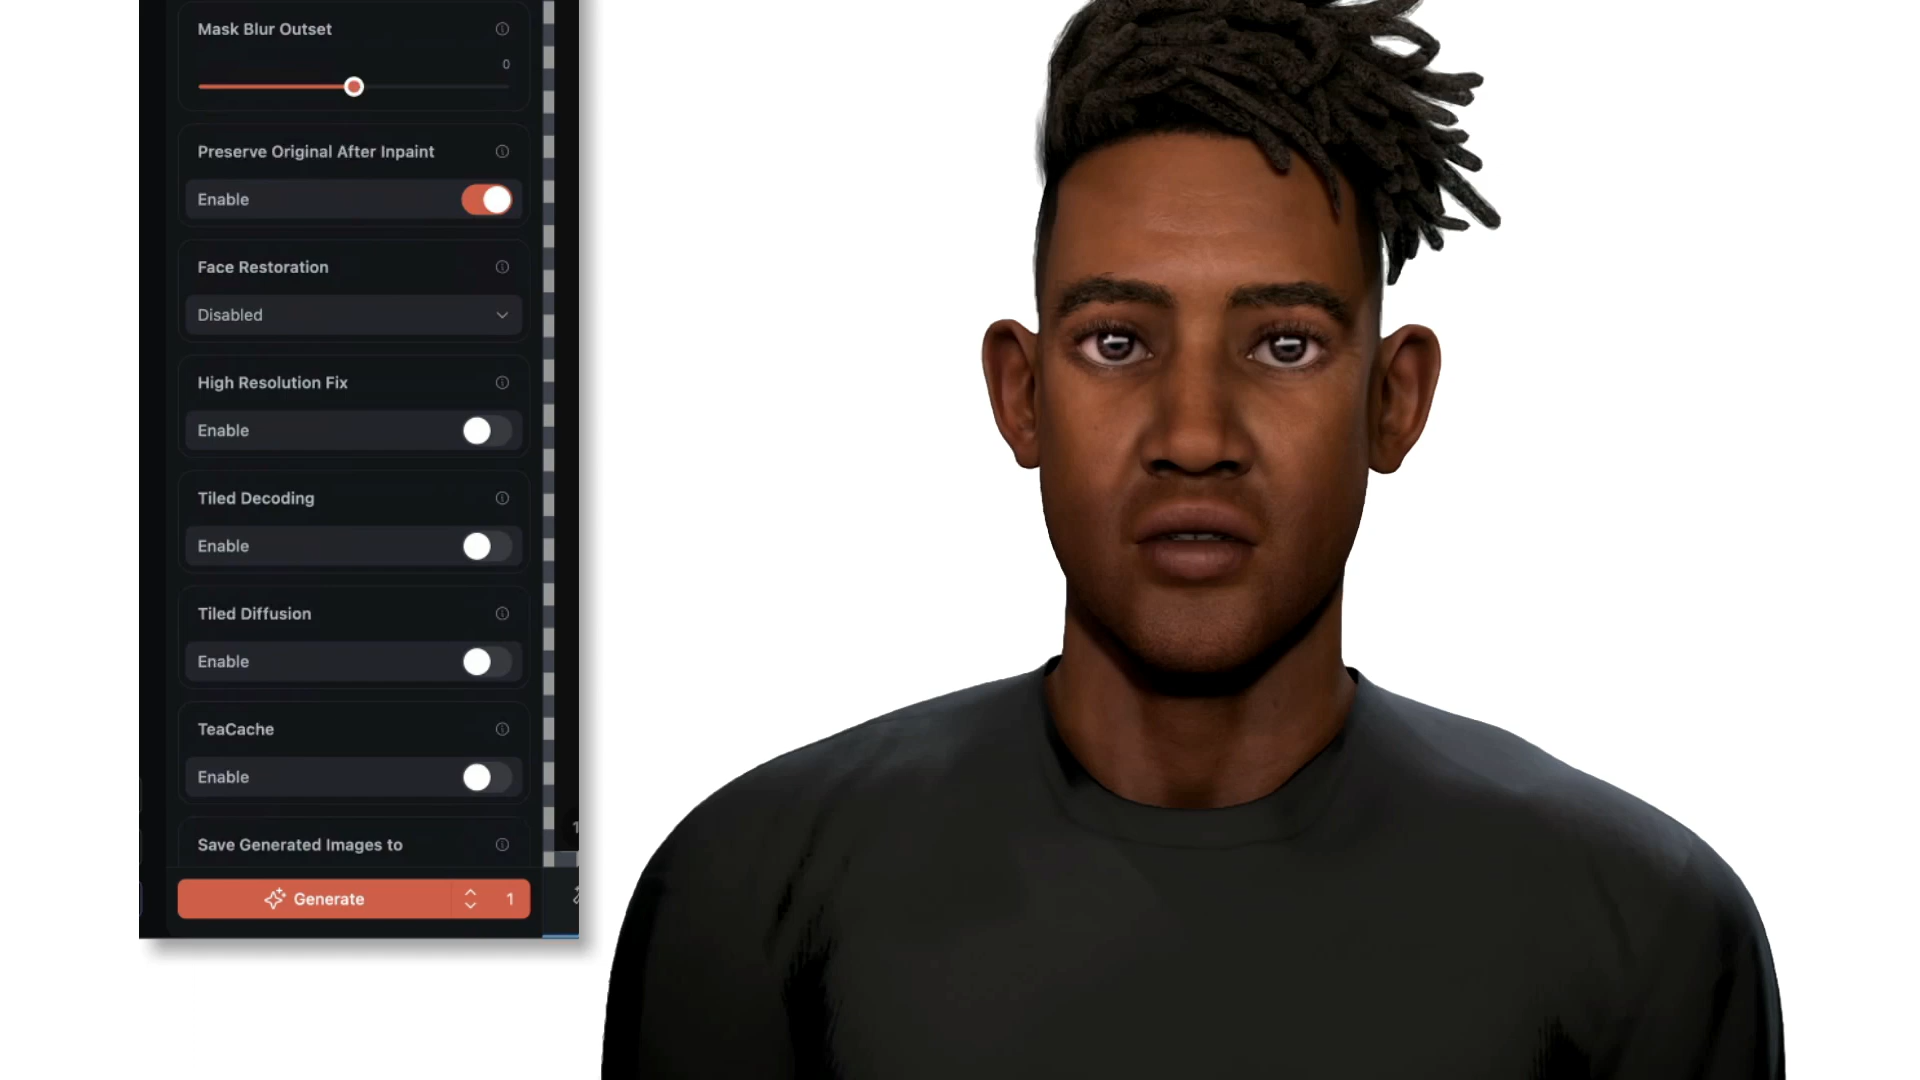 Mask Blur Outset
0
Preserve Original After Inpaint
Enable
Face Restoration
Disabled
High Resolution Fix
Enable
Tiled Decoding
Enable
Tiled Diffusion
Enable
TeaCache
Enable
Save Generated Images to
Generate 1
1